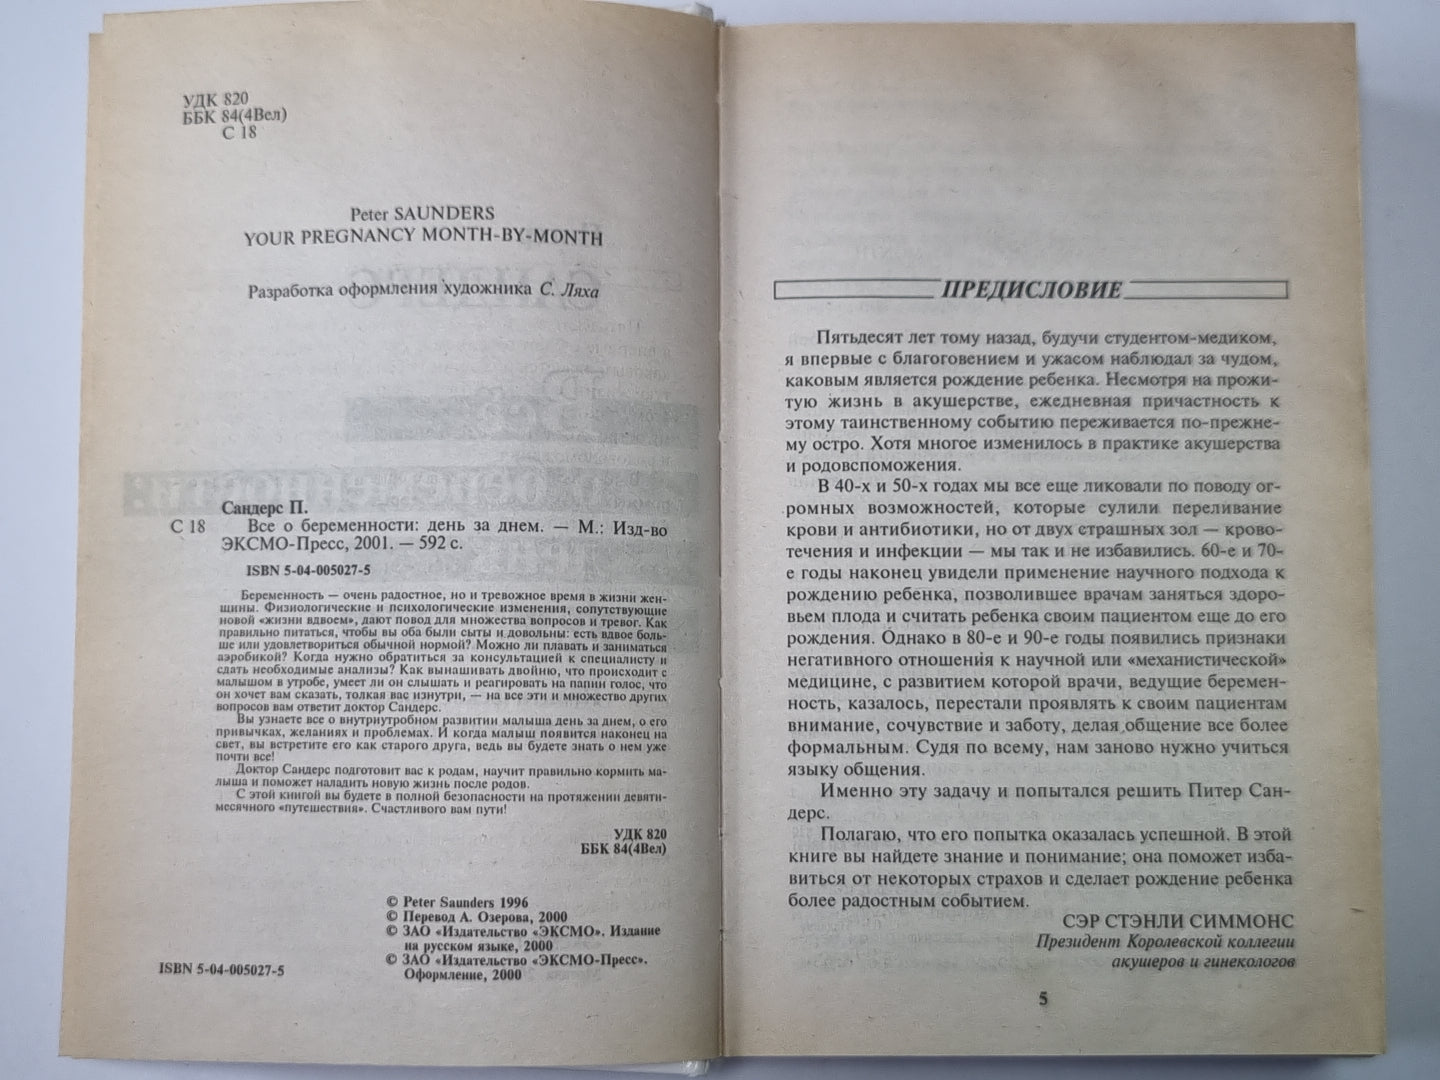 УДК 820
ББК 84(4Вел)
С 18
Peter SAUNDERS
YOUR PREGNANCY MONTH-BY-MONTH
Разработка оформления художника С. Ляха
Сандерс П.
С 18 Все о беременности: день за днем. — М.: Изд-во
ЭКСМО-Пресс, 2001. — 592 с.
ISBN 5-04-005027-5
Беременность — очень радостное, но и тревожное время в жизни жен-
щины. Физиологические и психологические изменения, сопутствующие
новой «жизни вдвоем», дают повод для множества вопросов и тревог. Как
правильно питаться, чтобы вы оба были сыты и довольны: есть вдвое боль-
ше или удовлетвориться обычной нормой? Можно ли плавать и заниматься
аэробикой? Когда нужно обратиться за консультацией к специалисту и
сдать необходимые анализы? Как вынашивать двойню, что происходит с
малышом в утробе, умеет ли он слышать и реагировать на папин голос, что
он хочет вам сказать, толкая вас изнутри, — на все эти и множество других
вопросов вам ответит доктор Сандерс.
Вы узнаете все о внутриутробном развитии малыша день за днем, о его
привычках, желаниях и проблемах. И когда малыш появится наконец на
свет, вы встретите его как старого друга, ведь вы будете знать о нем уже
почти все!
Доктор Сандерс подготовит вас к родам, научит правильно кормить ма-
лыша и поможет наладить новую жизнь после родов.
С этой книгой вы будете в полной безопасности на протяжении девяти-
месячного «путешествия». Счастливого вам пути!
УДК 820
ББК 84(4Вел)
© Peter Saunders 1996
© Перевод А. Озерова, 2000
© ЗАО «Издательство «ЭКСМО». Издание
на русском языке, 2000
© ЗАО «Издательство «ЭКСМО-Пресс».
Оформление, 2000
ISBN 5-04-005027-5
ПРЕДИСЛОВИЕ
Пятьдесят лет тому назад, будучи студентом-медиком,
я впервые с благоговением и ужасом наблюдал за чудом,
каковым является рождение ребенка. Несмотря на прожи-
тую жизнь в акушерстве, ежедневная причастность к
этому таинственному событию переживается по-прежне-
му остро. Хотя многое изменилось в практике акушерства
и родовспоможения.
В 40-х и 50-х годах мы все еще ликовали по поводу ог-
ромных возможностей, которые сулили переливание
крови и антибиотики, но от двух страшных зол — крово-
течения и инфекции — мы так и не избавились. 60-е и 70-
е годы наконец увидели применение научного подхода к
рождению ребенка, позволившее врачам заняться здоро-
вьем плода и считать ребенка своим пациентом еще до его
рождения. Однако в 80-е и 90-е годы появились признаки
негативного отношения к научной или «механистической»
медицине, с развитием которой врачи, ведущие беремен-
ность, казалось, перестали проявлять к своим пациентам
внимание, сочувствие и заботу, делая общение все более
формальным. Судя по всему, нам заново нужно учиться
языку общения.
Именно эту задачу и попытался решить Питер Сан-
дерс.
Полагаю, что его попытка оказалась успешной. В этой
книге вы найдете знание и понимание; она поможет изба-
виться от некоторых страхов и сделает рождение ребенка
более радостным событием.
СЭР СТЭНЛИ СИММОНС
Президент Королевской коллегии
акушеров и гинекологов
5